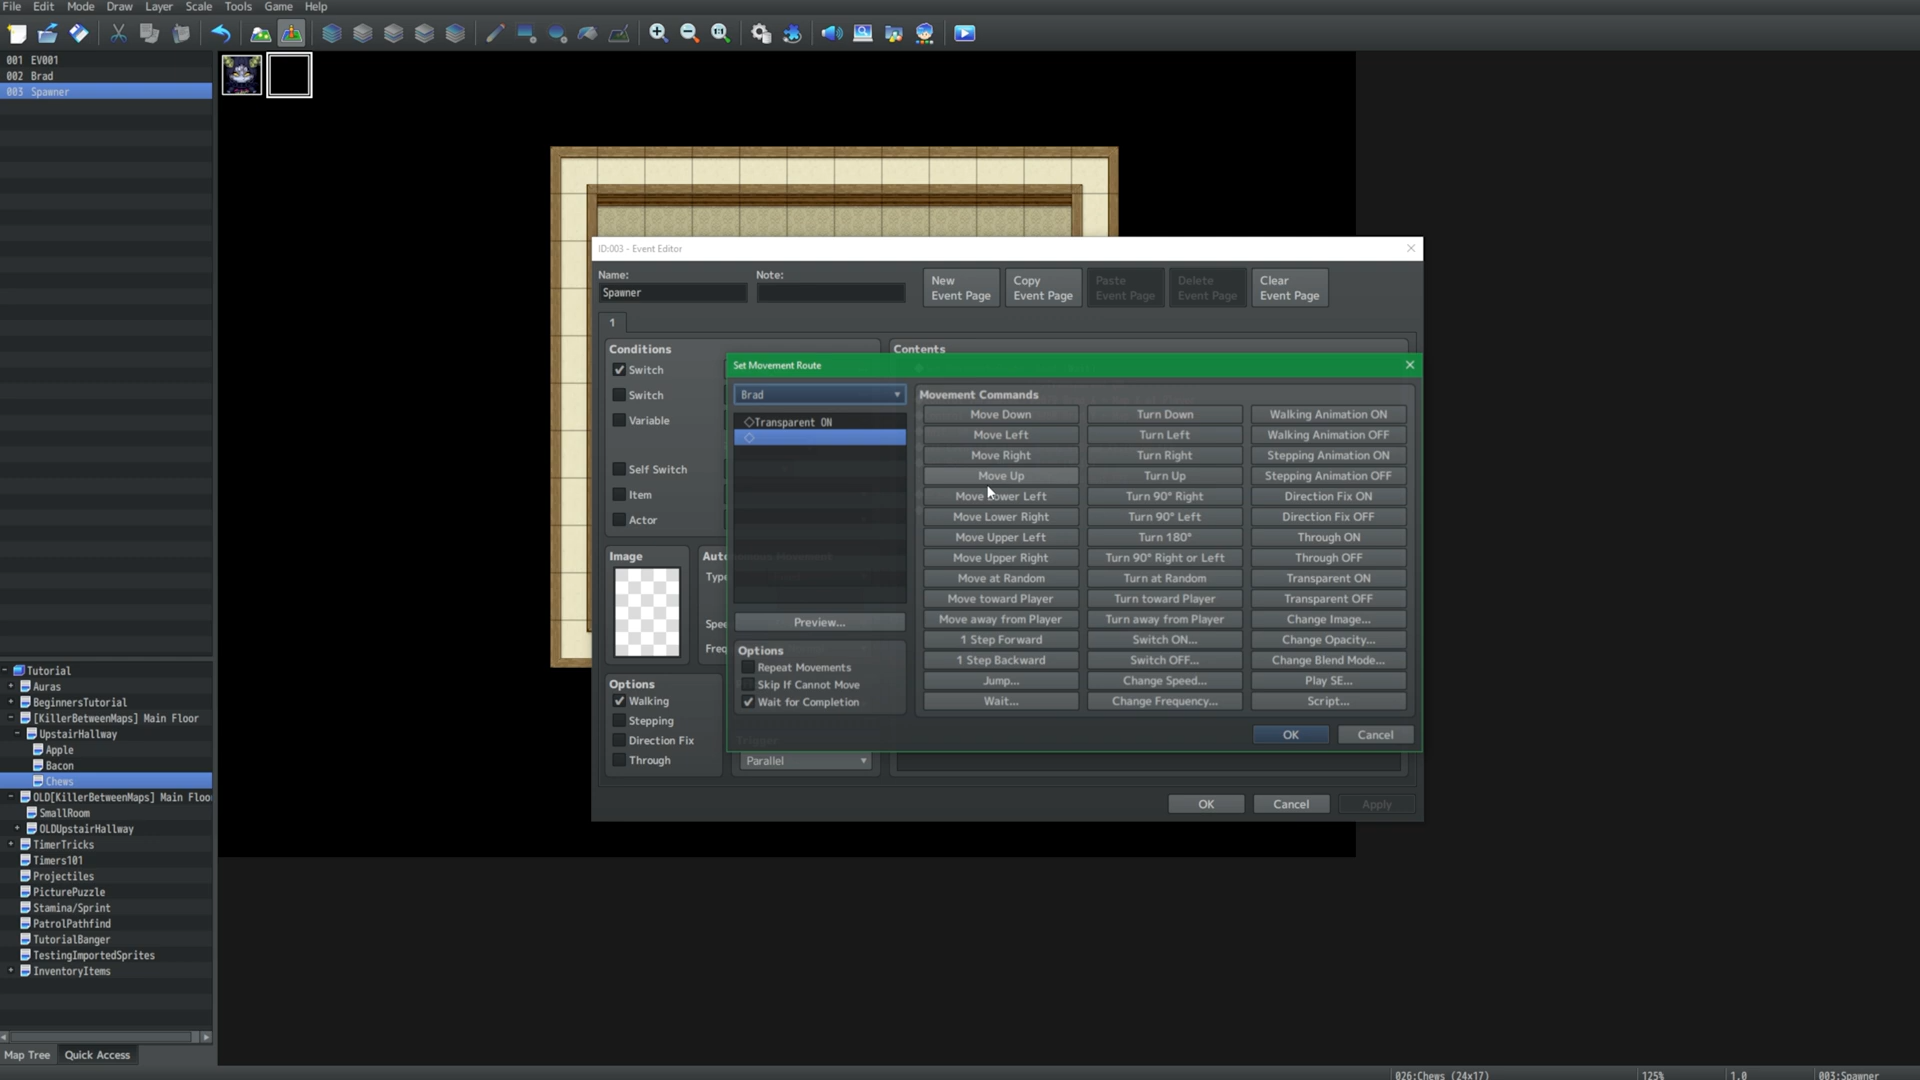 File Edit Mode Draw Layer Scale Tools Game Help
001 EV001
002 Brad
003 Spawner
ID:003 - Event Editor
Name:
Note:
Spawner
New
Event Page
Copy
Event Page
Paste
Event Page
Delete
Event Page
Clear
Event Page
1
Conditions
Switch
Switch
Variable
Self Switch
Item
Actor
Image
Options
Walking
Stepping
Direction Fix
Through
Parallel
Contents
Set Movement Route
Brad
◇Transparent ON
◇
Preview...
Options
Repeat Movements
Skip If Cannot Move
Wait for Completion
Movement Commands
Move Down Turn Down Walking Animation ON
Move Left Turn Left Walking Animation OFF
Move Right Turn Right Stepping Animation ON
Move Up Turn Up Stepping Animation OFF
Move Lower Left Turn 90° Right Direction Fix ON
Move Lower Right Turn 90° Left Direction Fix OFF
Move Upper Left Turn 180° Through ON
Move Upper Right Turn 90° Right or Left Through OFF
Move at Random Turn at Random Transparent ON
Move toward Player Turn toward Player Transparent OFF
Move away from Player Turn away from Player Change Image...
1 Step Forward Switch ON... Change Opacity...
1 Step Backward Switch OFF... Change Blend Mode...
Jump... Change Speed... Play SE...
Wait... Change Frequency... Script...
OK Cancel
OK Cancel Apply
Tutorial
Auras
BeginnersTutorial
[KillerBetweenMaps] Main Floor
UpstairHallway
Apple
Bacon
Chews
OLD[KillerBetweenMaps] Main Floo
SmallRoom
OLDUpstairHallway
TimerTricks
Timers101
Projectiles
PicturePuzzle
Stamina/Sprint
PatrolPathfind
TutorialBanger
TestingImportedSprites
InventoryItems
Map Tree Quick Access
026:Chews (24x17) 125% 1.0 003:Spawner